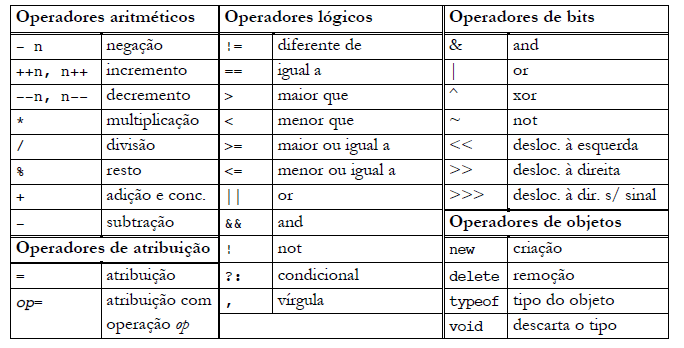 Operadores aritméticos
- n negação
++n, n++ incremento
--n, n-- decremento
* multiplicação
/ divisão
% resto
+ adição e conc.
- subtração
Operadores de atribuição
= atribuição
op= atribuição com
operação op
Operadores lógicos
!= diferente de
== igual a
> maior que
< menor que
>= maior ou igual a
<= menor ou igual a
|| or
&& and
! not
?: condicional
, vírgula
Operadores de bits
& and
| or
^ xor
~ not
<< desloc. à esquerda
>> desloc. à direita
>>> desloc. à dir. s/ sinal
Operadores de objetos
new criação
delete remoção
typeof tipo do objeto
void descarta o tipo